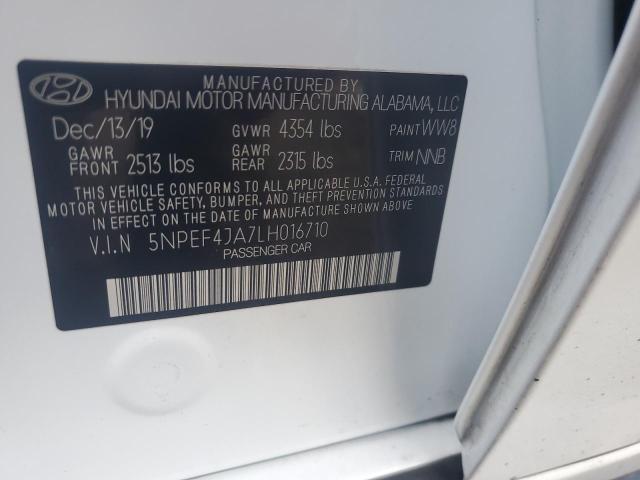 MANUFACTURED BY
HYUNDAI MOTOR MANUFACTURING ALABAMA, LLC
Dec/13/19 GVWR 4354 lbs PAINT WW8
GAWR FRONT 2513 lbs GAWR REAR 2315 lbs TRIM NNB
THIS VEHICLE CONFORMS TO ALL APPLICABLE U.S.A. FEDERAL
MOTOR VEHICLE SAFETY, BUMPER, AND THEFT PREVENTION STANDARDS
IN EFFECT ON THE DATE OF MANUFACTURE SHOWN ABOVE.
V.I.N 5NPEF4JA7LH016710
PASSENGER CAR